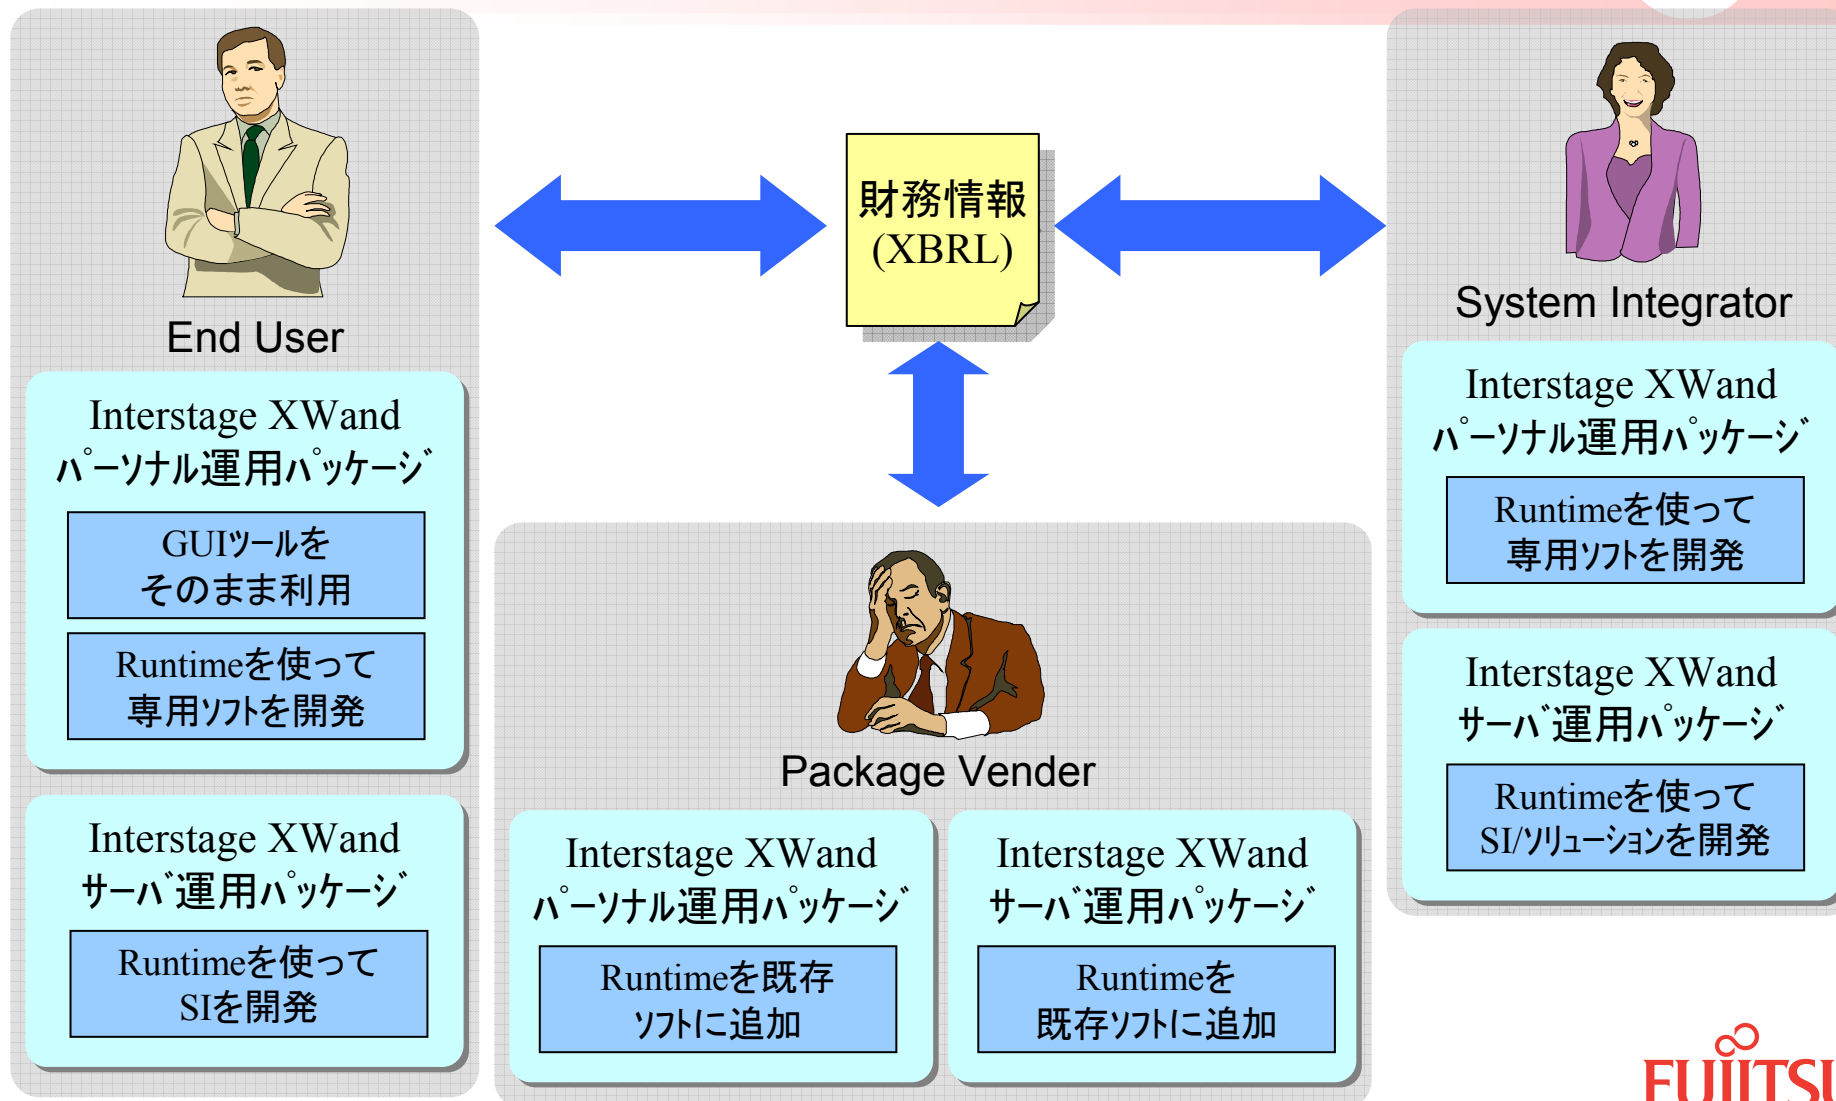 End User
Interstage XWand
ﾊﾟｰｿﾅﾙ運用ﾊﾟｯｹｰｼﾞ
GUIﾂｰﾙを
そのまま利用
Runtimeを使って
専用ｿﾌﾄを開発
Interstage XWand
ｻｰﾊﾞ運用ﾊﾟｯｹｰｼﾞ
Runtimeを使って
SIを開発
財務情報
(XBRL)
Package Vender
Interstage XWand
ﾊﾟｰｿﾅﾙ運用ﾊﾟｯｹｰｼﾞ
Runtimeを既存
ｿﾌﾄに追加
Interstage XWand
ｻｰﾊﾞ運用ﾊﾟｯｹｰｼﾞ
Runtimeを
既存ｿﾌﾄに追加
System Integrator
Interstage XWand
ﾊﾟｰｿﾅﾙ運用ﾊﾟｯｹｰｼﾞ
Runtimeを使って
専用ｿﾌﾄを開発
Interstage XWand
ｻｰﾊﾞ運用ﾊﾟｯｹｰｼﾞ
Runtimeを使って
SI/ｿﾘｭｰｼｮﾝを開発
FUJITSU